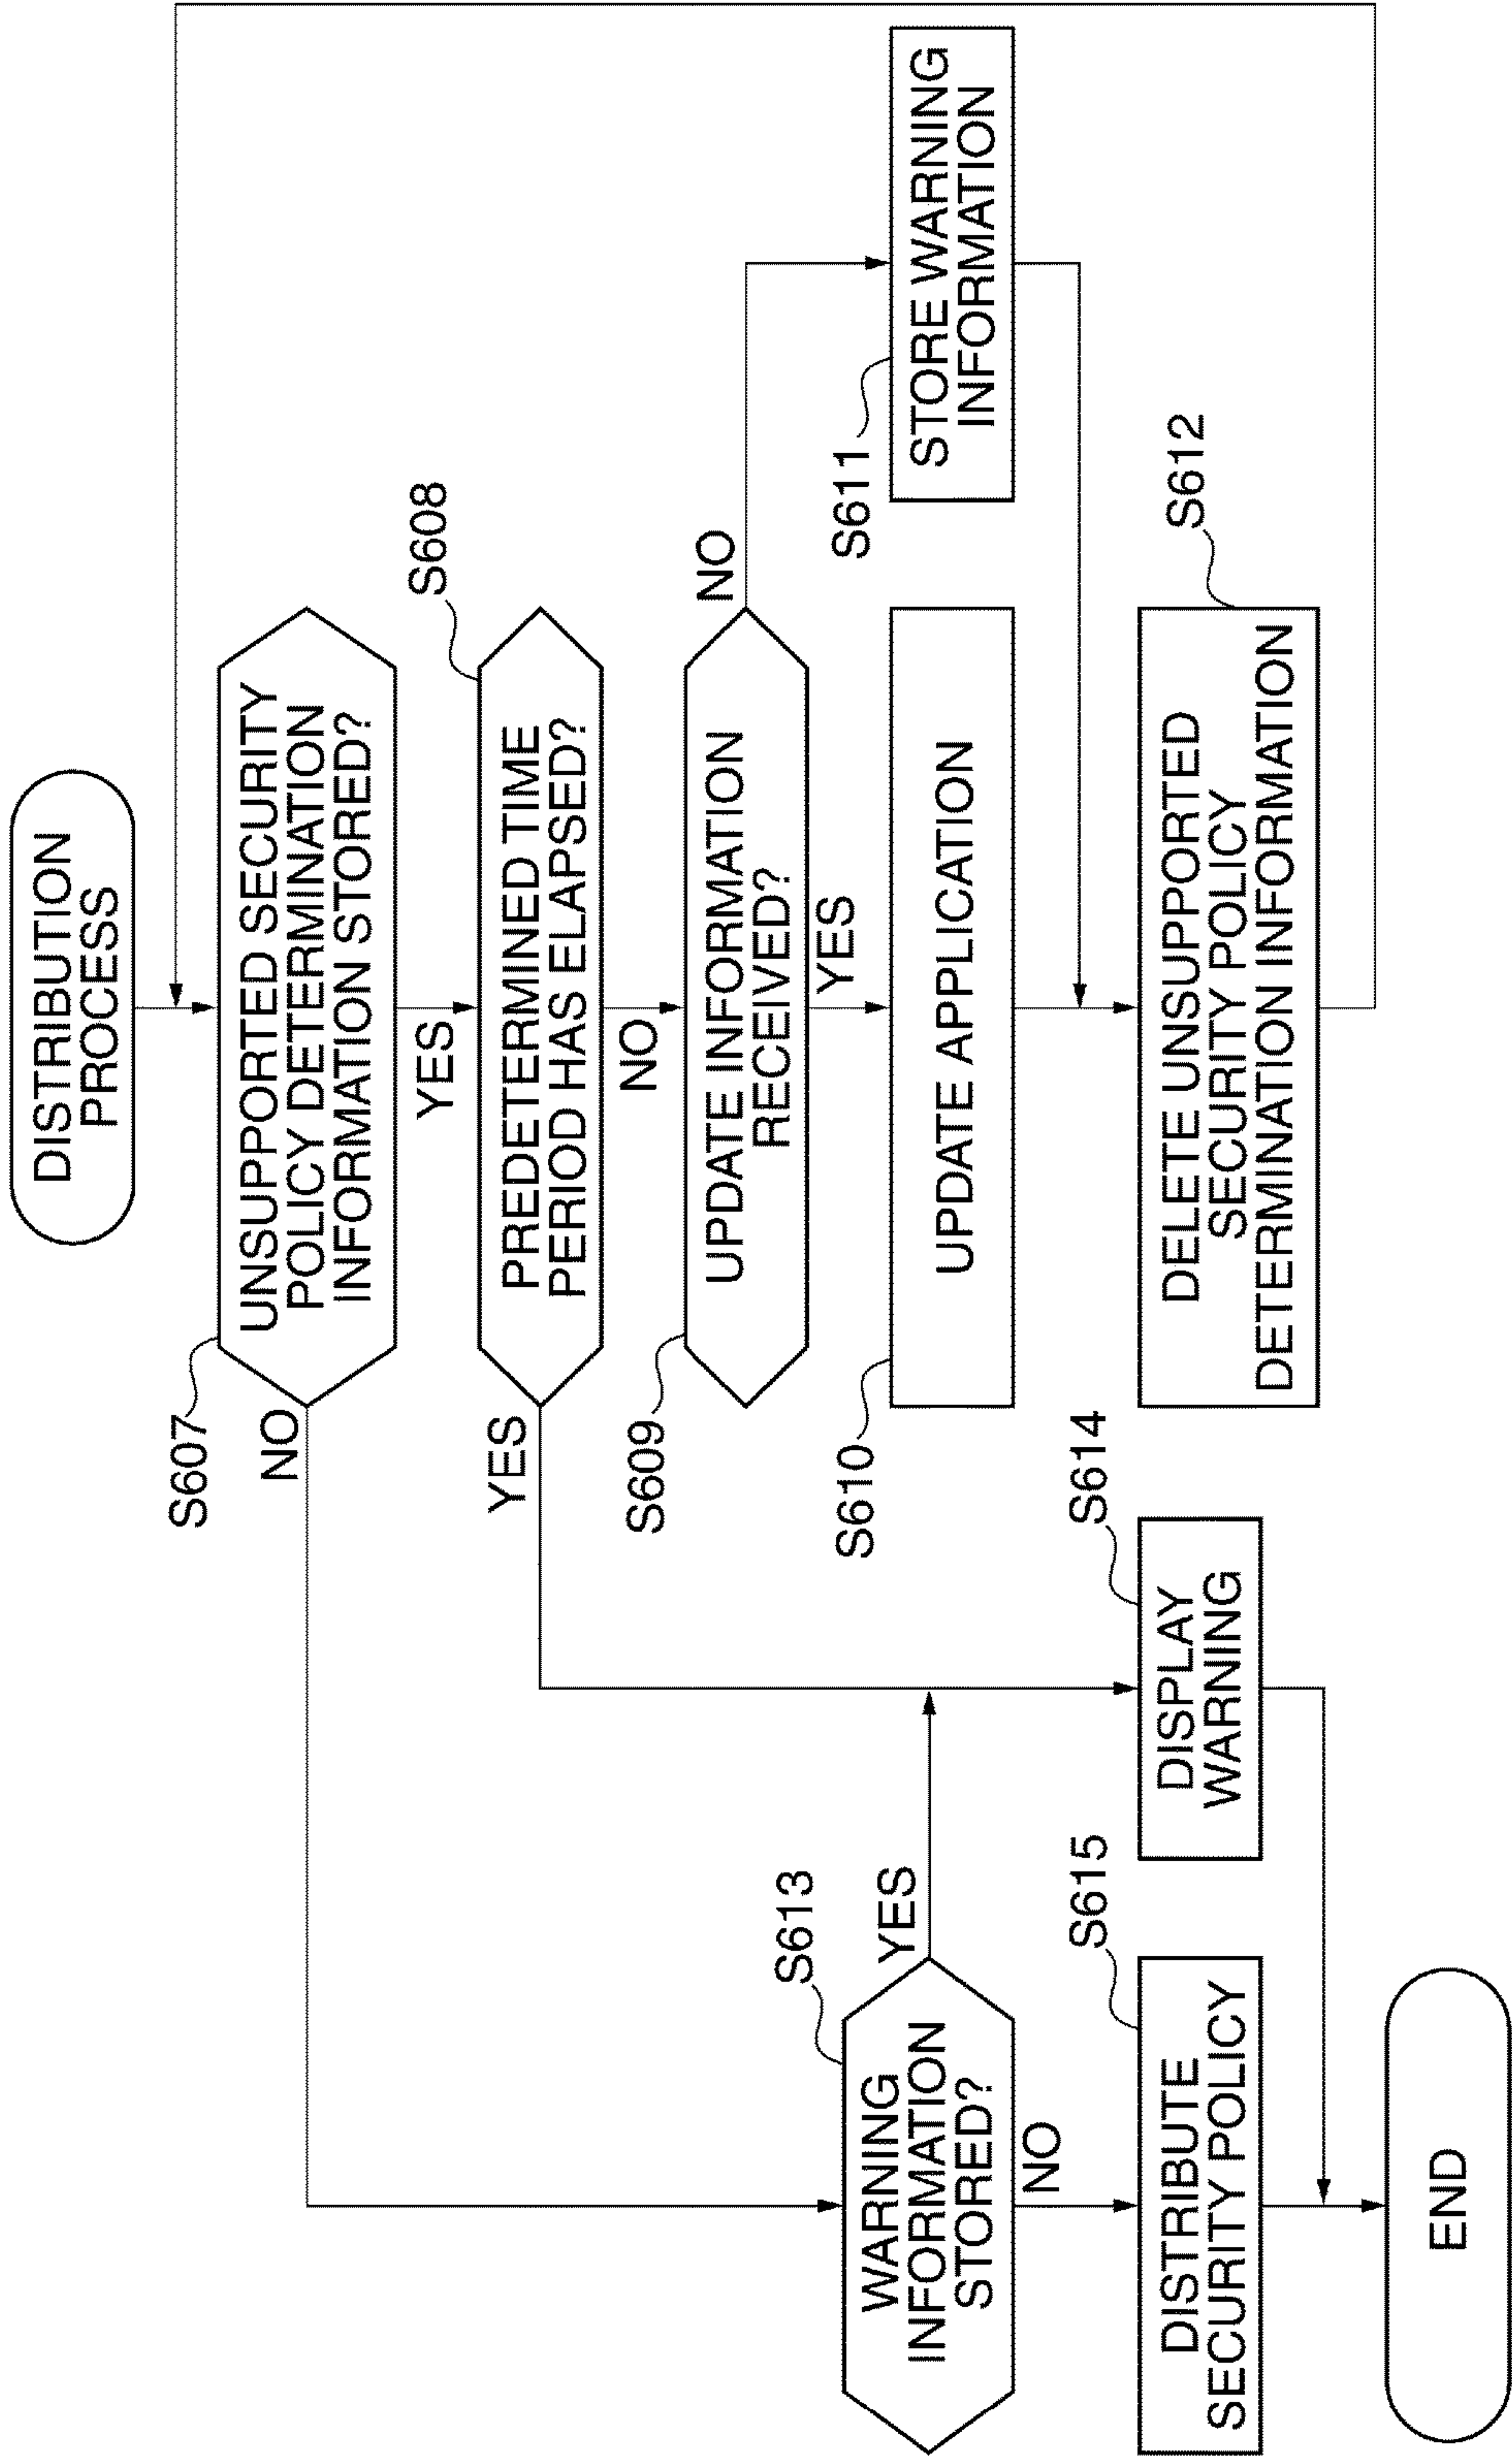 DISTRIBUTION
PROCESS
S607
UNSUPPORTED SECURITY
POLICY DETERMINATION
INFORMATION STORED?
NO
YES
S608
PREDETERMINED TIME
PERIOD HAS ELAPSED?
YES
NO
S609
UPDATE INFORMATION
RECEIVED?
NO
YES
S610
UPDATE APPLICATION
S611
STORE WARNING
INFORMATION
S612
DELETE UNSUPPORTED
SECURITY POLICY
DETERMINATION INFORMATION
S613
WARNING
INFORMATION
STORED?
YES
NO
S614
DISPLAY
WARNING
S615
DISTRIBUTE
SECURITY POLICY
END